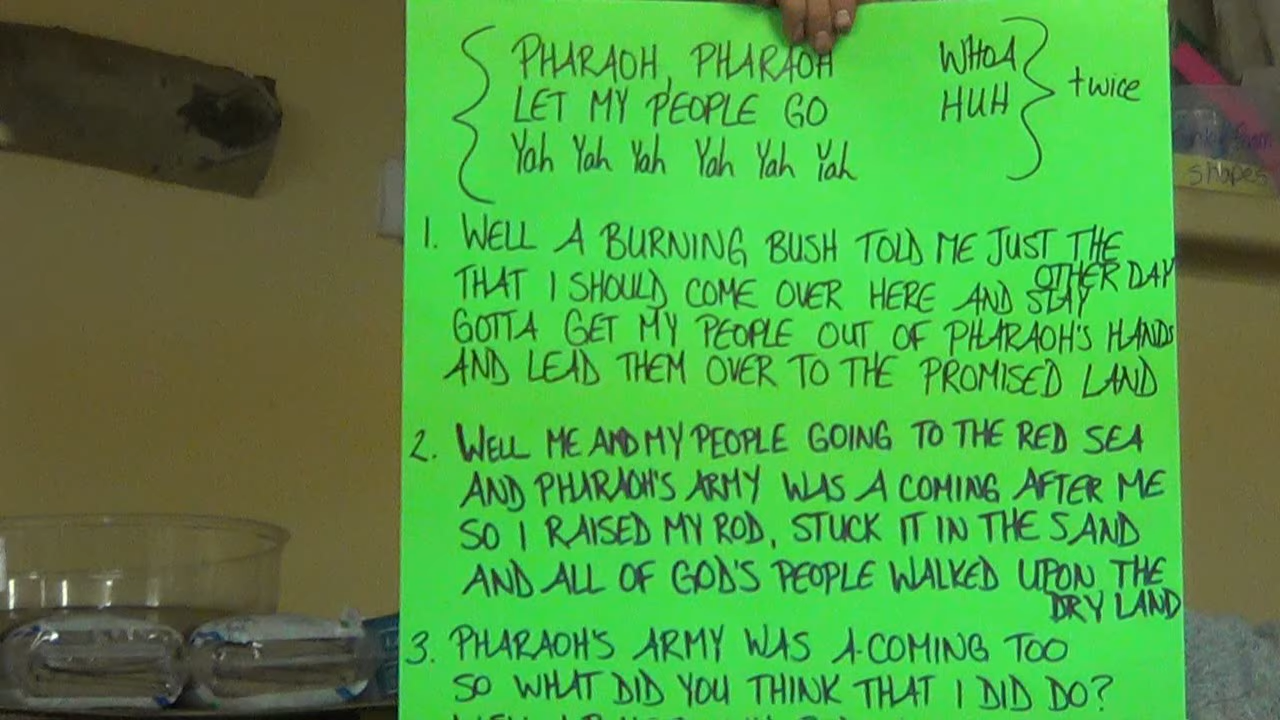 PHARAOH, PHARAOH WHOA
LET MY PEOPLE GO HUH
Yah Yah Yah Yah Yah Yah
twice
1. WELL A BURNING BUSH TOLD ME JUST THE
OTHER DAY
THAT I SHOULD COME OVER HERE AND STAY
GOTTA GET MY PEOPLE OUT OF PHARAOH'S HANDS
AND LEAD THEM OVER TO THE PROMISED LAND
2. WELL ME AND MY PEOPLE GOING TO THE RED SEA
AND PHARAOH'S ARMY WAS A COMING AFTER ME
SO I RAISED MY ROD, STUCK IT IN THE SAND
AND ALL OF GOD'S PEOPLE WALKED UPON THE
DRY LAND
3. PHARAOH'S ARMY WAS A-COMING TOO
SO WHAT DID YOU THINK THAT I DID DO?
shapes